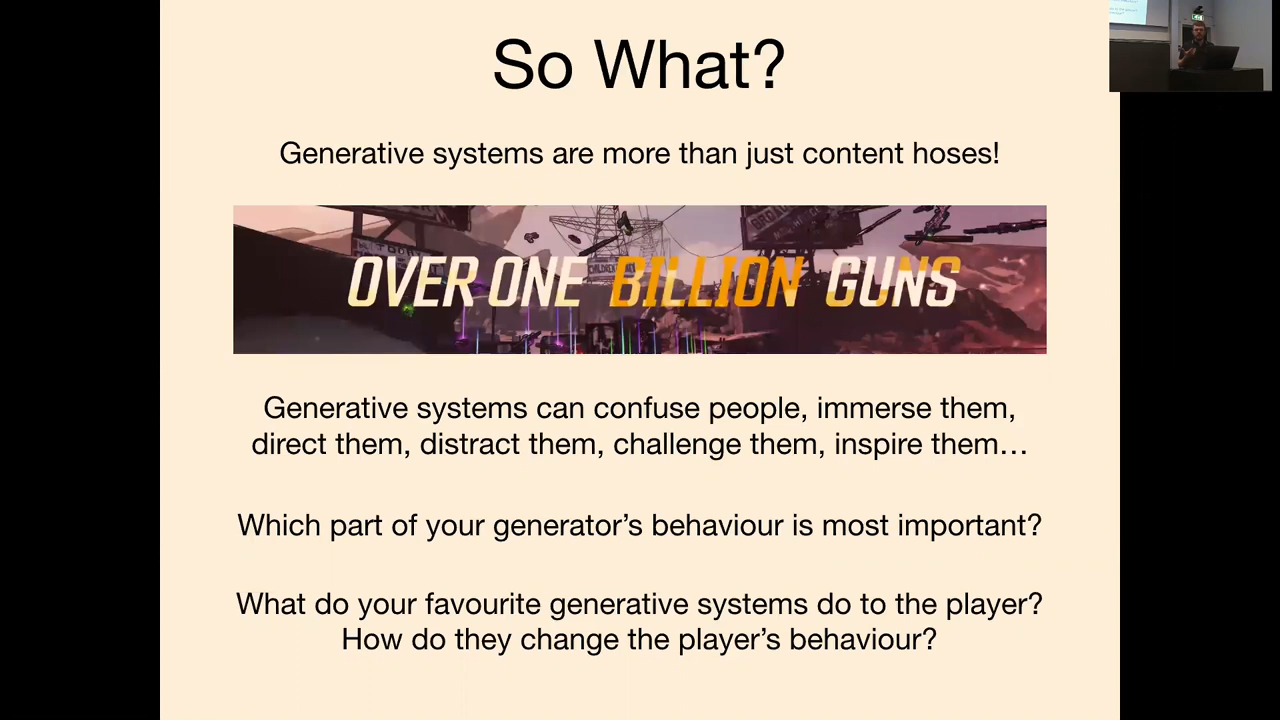 So What?
Generative systems are more than just content hoses!
OVER ONE BILLION GUNS
Generative systems can confuse people, immerse them,
direct them, distract them, challenge them, inspire them…
Which part of your generator’s behaviour is most important?
What do your favourite generative systems do to the player?
How do they change the player’s behaviour?